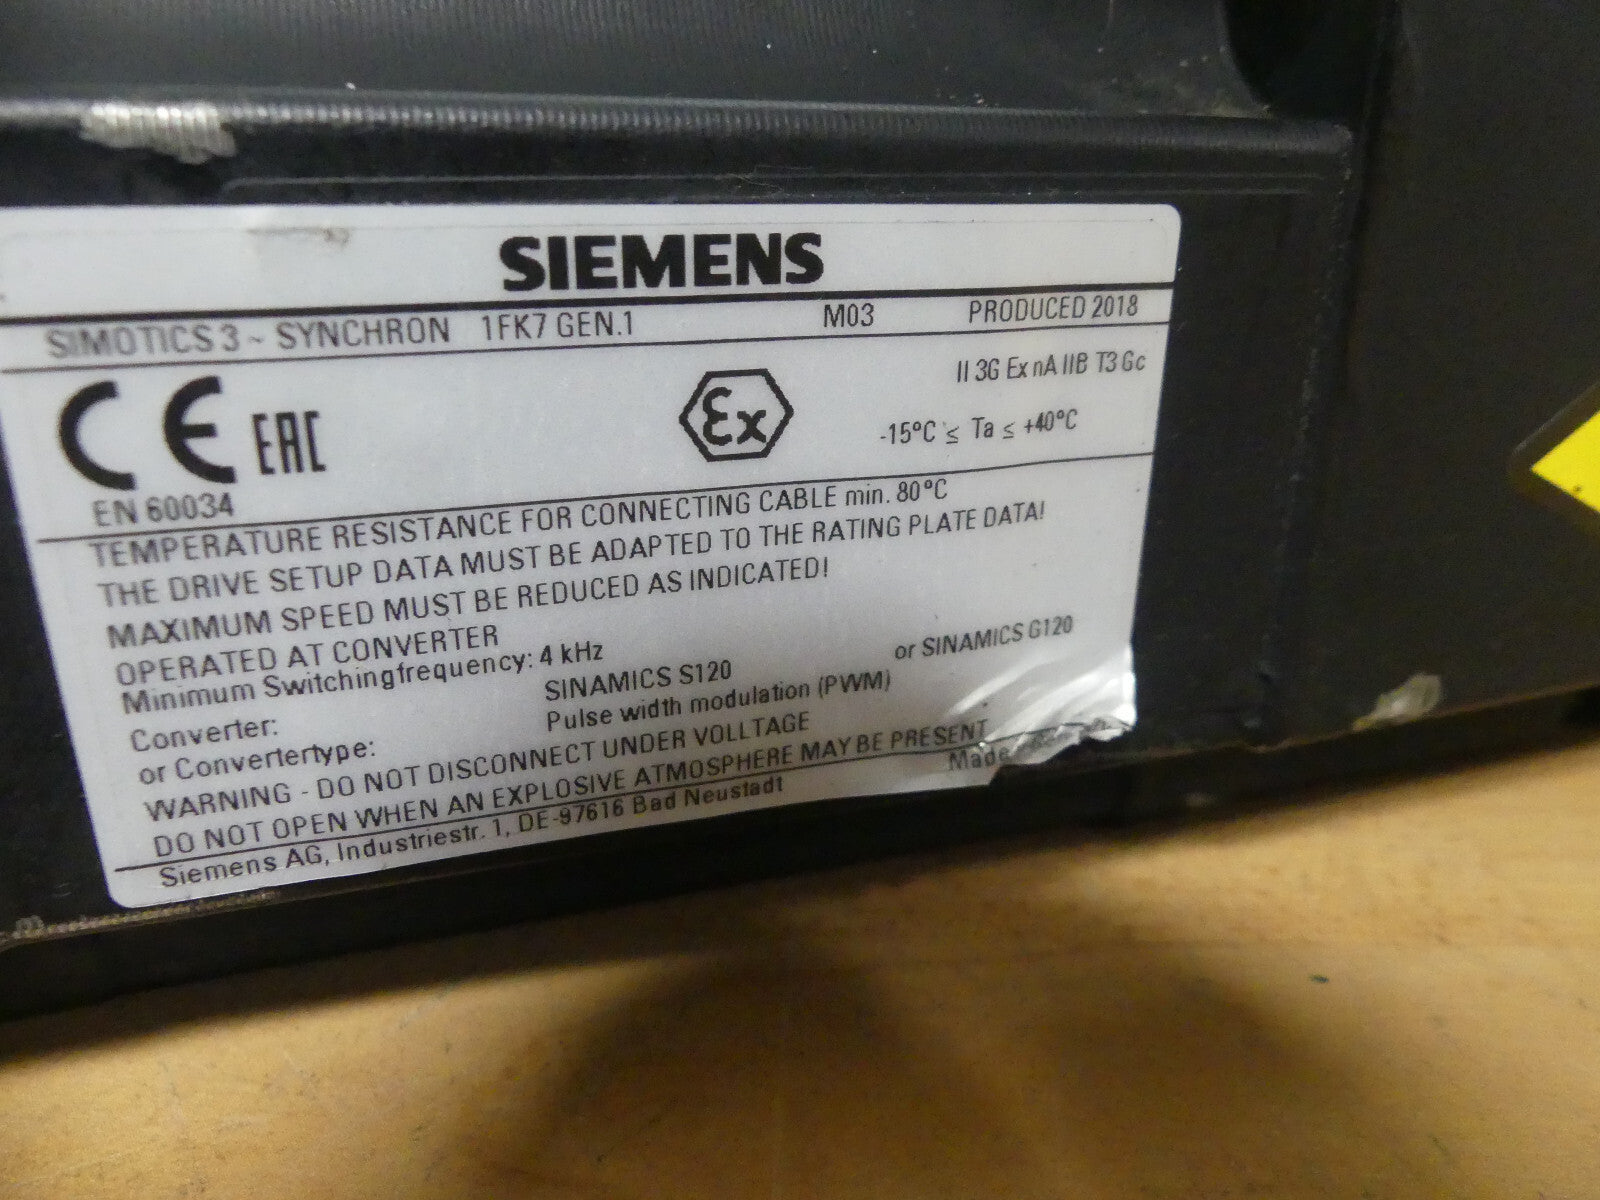 SIEMENS
SIMOTICS 3 ~ SYNCHRON 1FK7 GEN.1 M03 PRODUCED 2018
CE EAC Ex II 3G Ex nA IIB T3 Gc
-15°C ≤ Ta ≤ +40°C
EN 60034
TEMPERATURE RESISTANCE FOR CONNECTING CABLE min. 80°C
THE DRIVE SETUP DATA MUST BE ADAPTED TO THE RATING PLATE DATA!
MAXIMUM SPEED MUST BE REDUCED AS INDICATED!
OPERATED AT CONVERTER
Minimum Switchingfrequency: 4 kHz
Converter: SINAMICS S120 or SINAMICS G120
or Convertertype: Pulse width modulation (PWM)
WARNING - DO NOT DISCONNECT UNDER VOLLTAGE
DO NOT OPEN WHEN AN EXPLOSIVE ATMOSPHERE MAY BE PRESENT
Siemens AG, Industriestr. 1, DE-97616 Bad Neustadt Made